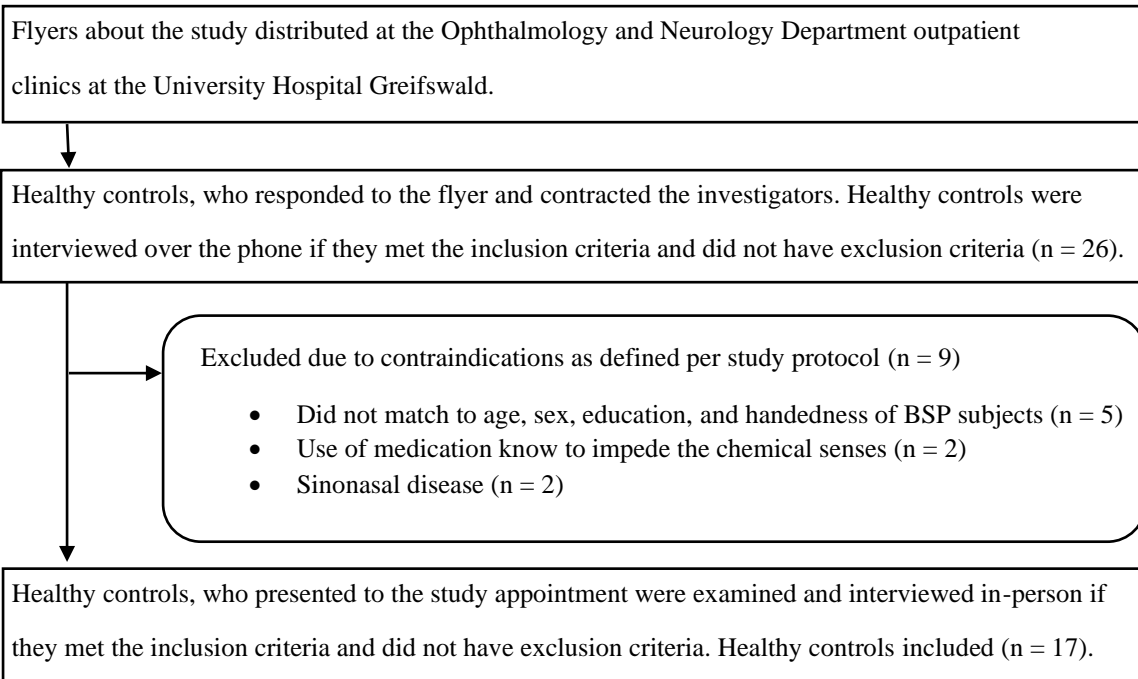 Flyers about the study distributed at the Ophthalmology and Neurology Department outpatient
clinics at the University Hospital Greifswald.
Healthy controls, who responded to the flyer and contracted the investigators. Healthy controls were
interviewed over the phone if they met the inclusion criteria and did not have exclusion criteria (n = 26).
Excluded due to contraindications as defined per study protocol (n = 9)
• Did not match to age, sex, education, and handedness of BSP subjects (n = 5)
• Use of medication know to impede the chemical senses (n = 2)
• Sinonasal disease (n = 2)
Healthy controls, who presented to the study appointment were examined and interviewed in-person if
they met the inclusion criteria and did not have exclusion criteria. Healthy controls included (n = 17).